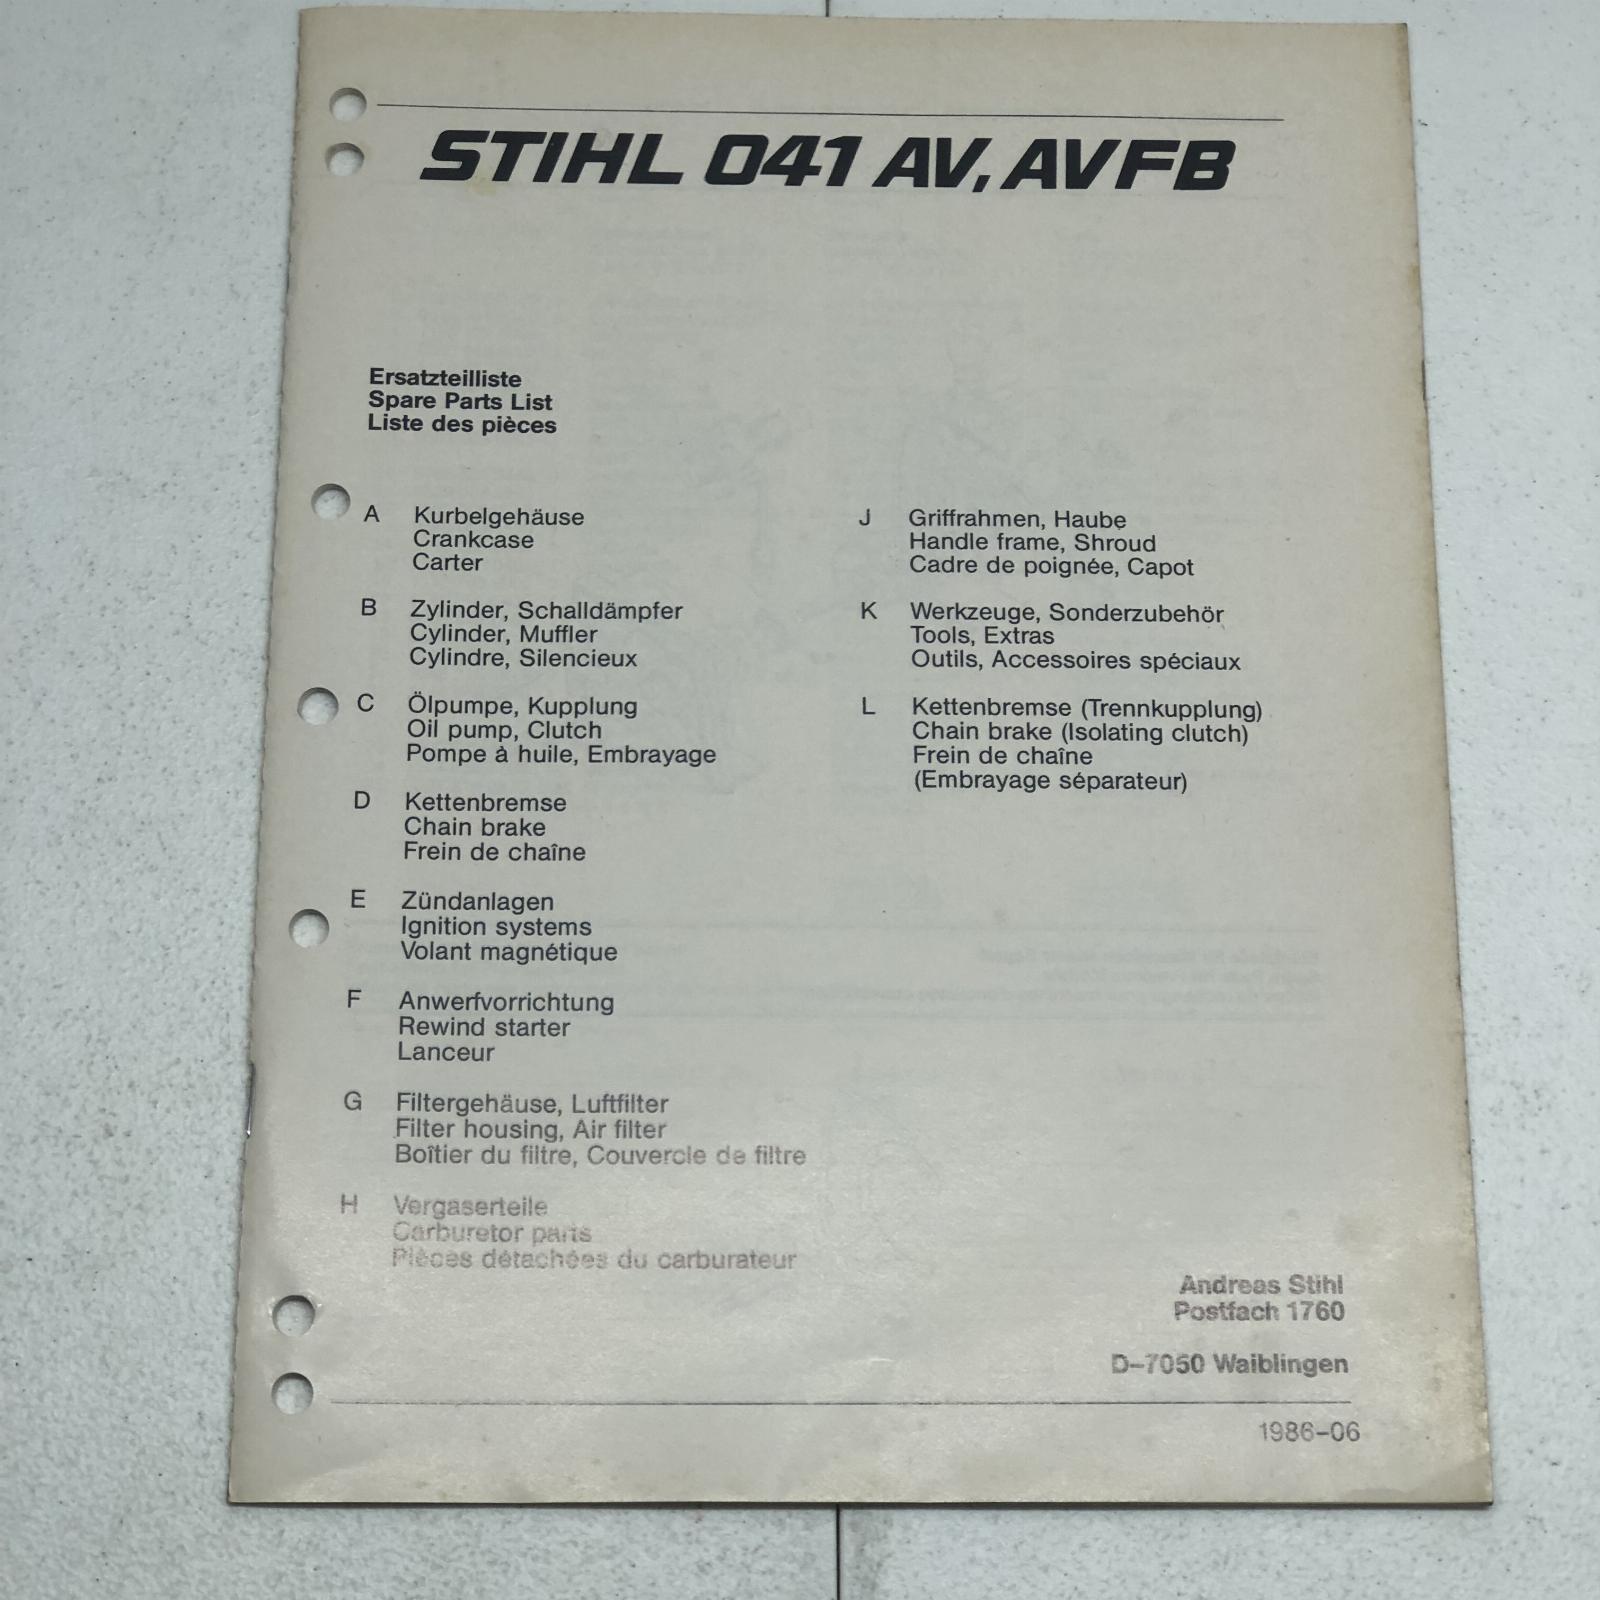 STIHL 041 AV, AVFB
Ersatzteilliste
Spare Parts List
Liste des pièces
A Kurbelgehäuse
Crankcase
Carter
B Zylinder, Schalldämpfer
Cylinder, Muffler
Cylindre, Silencieux
C Ölpumpe, Kupplung
Oil pump, Clutch
Pompe à huile, Embrayage
D Kettenbremse
Chain brake
Frein de chaîne
E Zündanlagen
Ignition systems
Volant magnétique
F Anwerfvorrichtung
Rewind starter
Lanceur
G Filtergehäuse, Luftfilter
Filter housing, Air filter
Boîtier du filtre, Couvercle de filtre
H Vergaserteile
Carburetor parts
Pièces détachées du carburateur
J Griffrahmen, Haube
Handle frame, Shroud
Cadre de poignée, Capot
K Werkzeuge, Sonderzubehör
Tools, Extras
Outils, Accessoires spéciaux
L Kettenbremse (Trennkupplung)
Chain brake (Isolating clutch)
Frein de chaîne
(Embrayage séparateur)
Andreas Stihl
Postfach 1760
D–7050 Waiblingen
1986–06